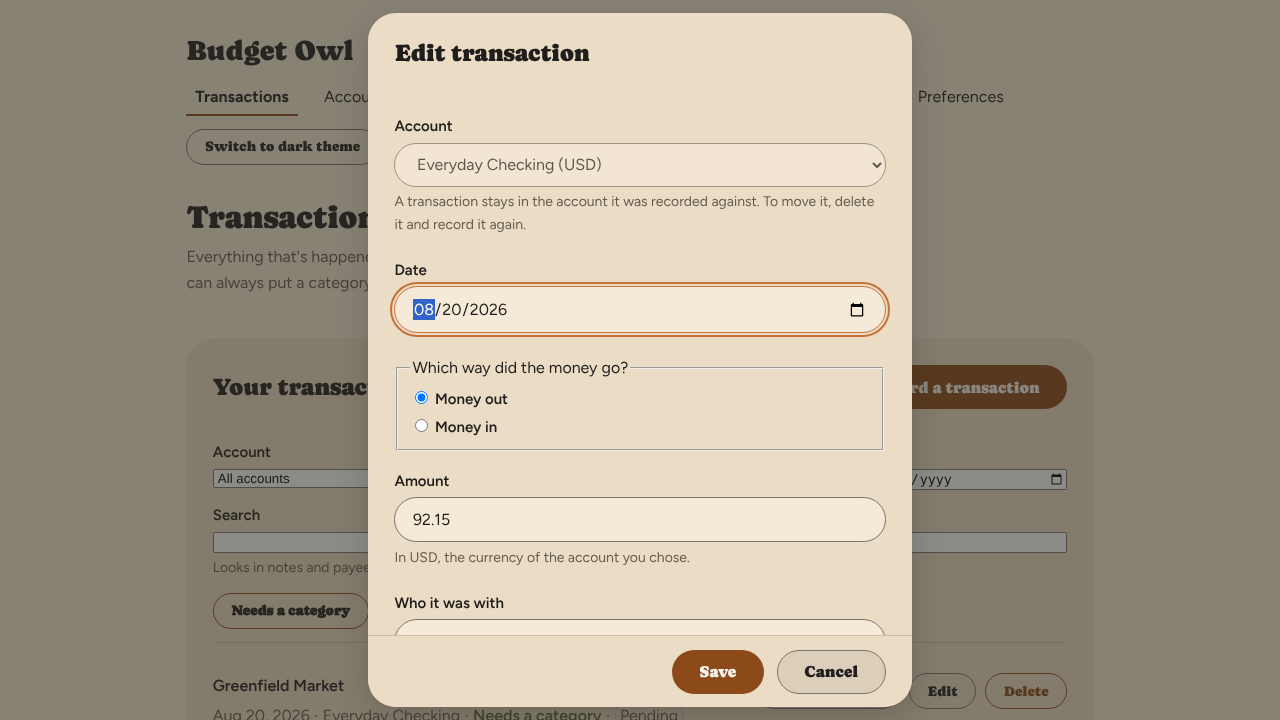 Budget Owl
Transactions
Preferences
Switch to dark theme
Everything that's
can always put a category
Your
a transaction
Account
All accounts
/yyyy
Search
Looks in notes and
Needs a category
Greenfield Market
Aug 20, 2026 · Everyday Checking · Needs a category · Pending
Edit
Delete
Edit transaction
Account
Everyday Checking (USD)
A transaction stays in the account it was recorded against. To move it, delete
it and record it again.
Date
08/20/2026
Which way did the money go?
Money out
Money in
Amount
92.15
In USD, the currency of the account you chose.
Who it was with
Save
Cancel